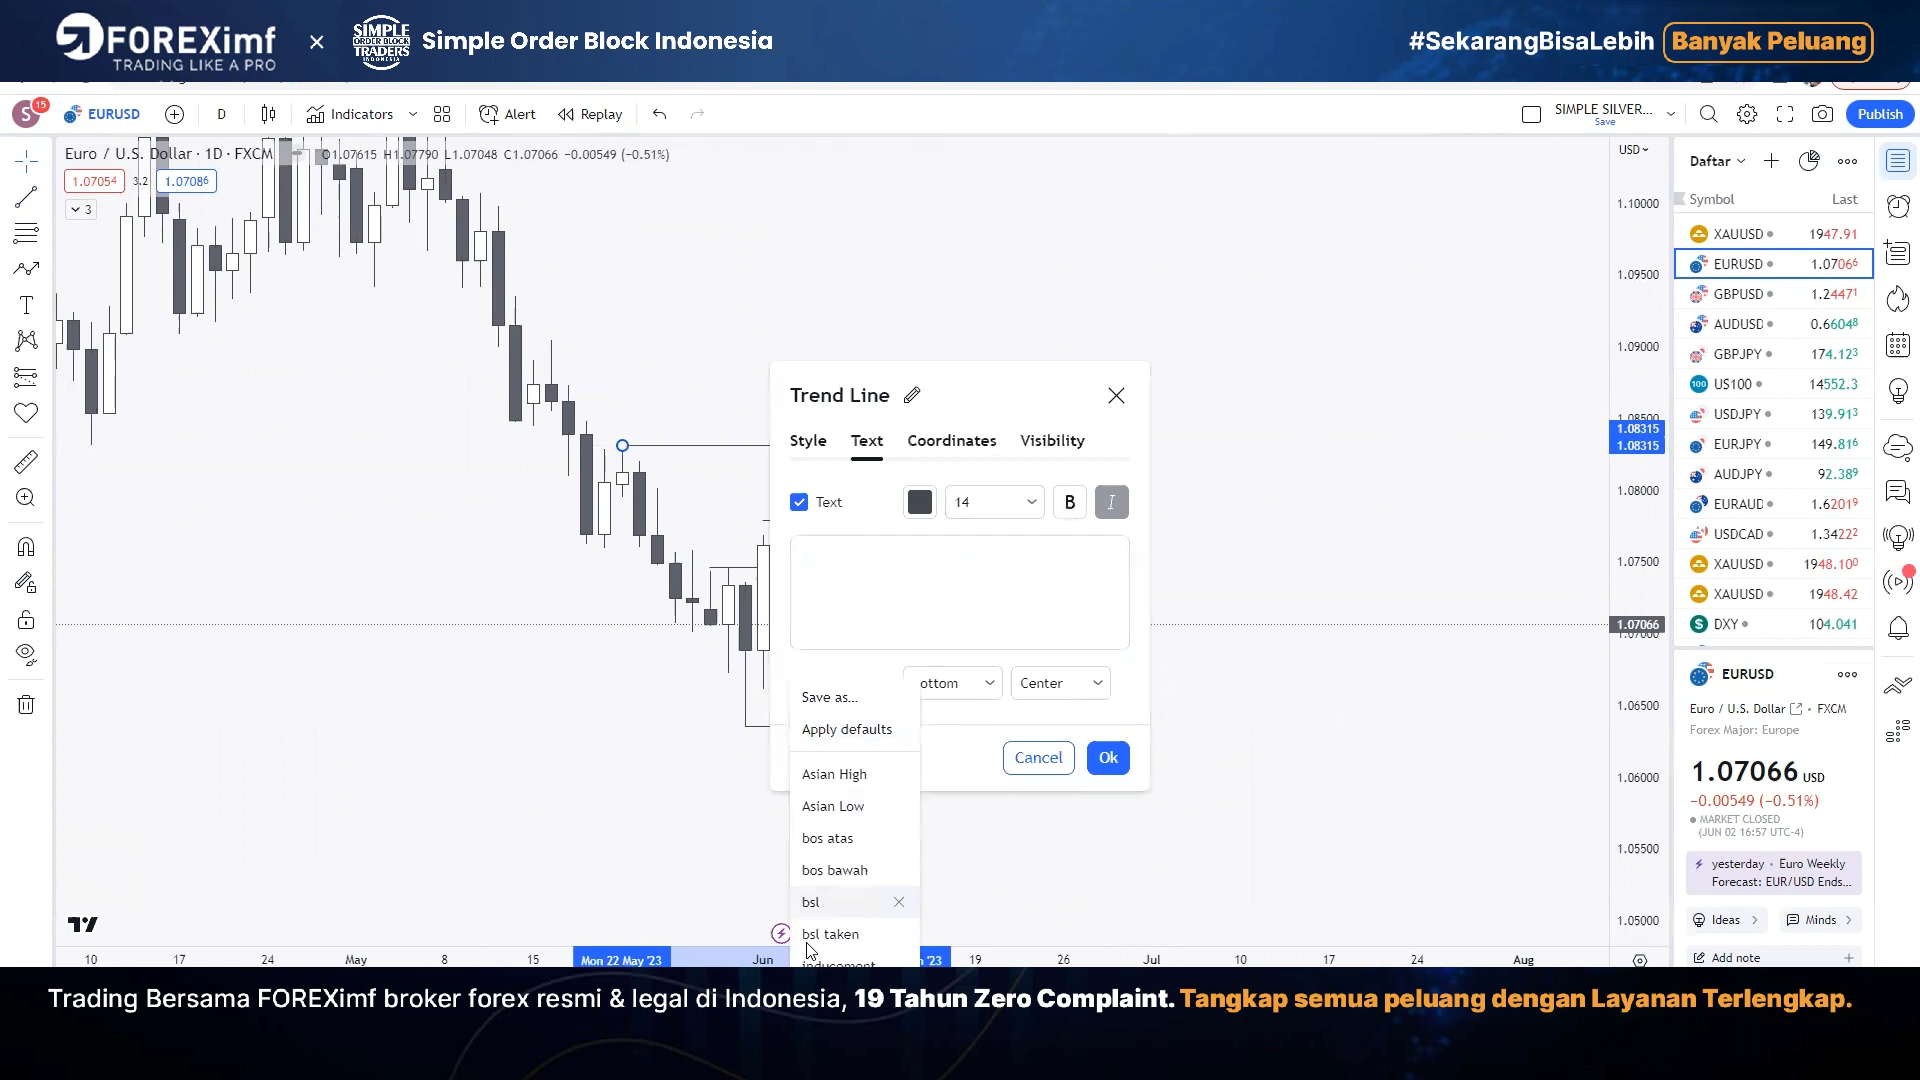 FOREXimf
TRADING LIKE A PRO
×
SIMPLE
ORDER BLOCK
TRADERS
INDONESIA
Simple Order Block Indonesia
#SekarangBisaLebih Banyak Peluang
S 15
EURUSD
D
Indicators
Alert
Replay
SIMPLE SILVER...
Save
Publish
Euro / U.S. Dollar · 1D · FXCM
O1.07615 H1.07790 L1.07048 C1.07066 −0.00549 (−0.51%)
1.07054 3.2 1.07086
3
USD
1.10000
1.09500
1.09000
1.08500
1.08315
1.08315
1.08000
1.07500
1.07066
1.07000
1.06500
1.06000
1.05500
1.05000
Trend Line
Style Text Coordinates Visibility
Text 14 B I
ottom Center
Cancel Ok
Save as...
Apply defaults
Asian High
Asian Low
bos atas
bos bawah
bsl
bsl taken
inducement
10 17 24 May 8 15 Mon 22 May '23 Jun '23 19 26 Jul 10 17 24 Aug
Daftar
Symbol Last
XAUUSD 1947.91
EURUSD 1.07066
GBPUSD 1.24471
AUDUSD 0.66048
GBPJPY 174.123
100 US100 14552.3
USDJPY 139.913
EURJPY 149.816
AUDJPY 92.389
EURAUD 1.62019
USDCAD 1.34222
XAUUSD 1948.100
XAUUSD 1948.42
S DXY 104.041
EURUSD
Euro / U.S. Dollar • FXCM
Forex Major: Europe
1.07066 USD
−0.00549 (−0.51%)
MARKET CLOSED
(JUN 02 16:57 UTC-4)
yesterday • Euro Weekly
Forecast: EUR/USD Ends...
Ideas Minds
Add note
Trading Bersama FOREXimf broker forex resmi & legal di Indonesia, 19 Tahun Zero Complaint. Tangkap semua peluang dengan Layanan Terlengkap.